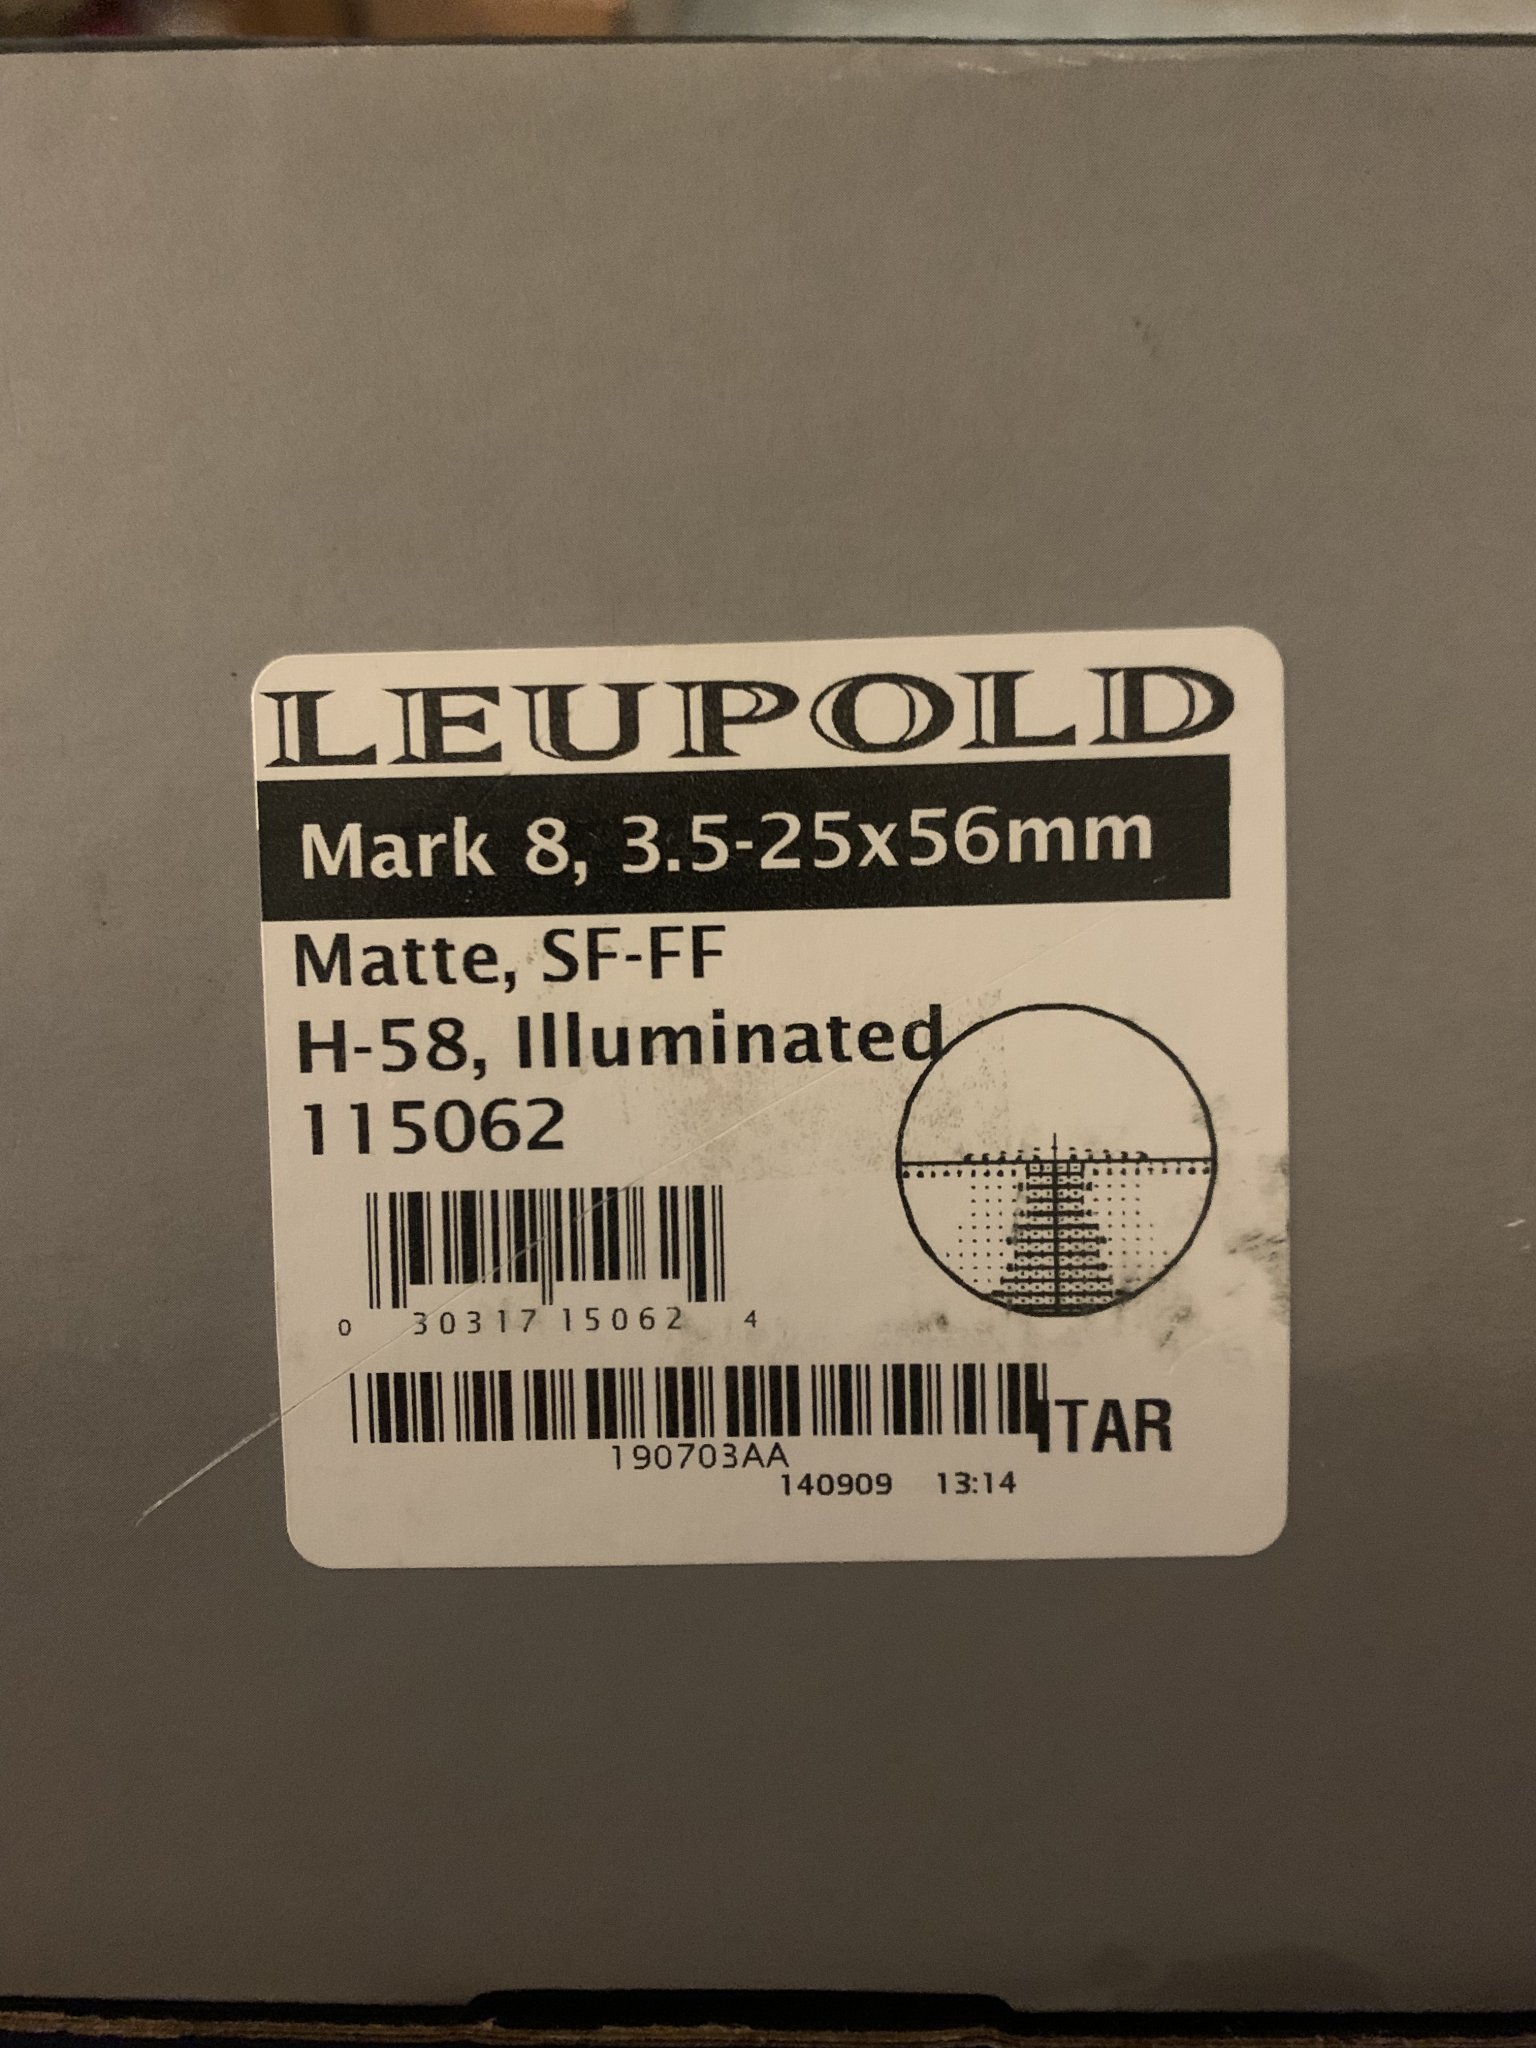 LEUPOLD
Mark 8, 3.5-25x56mm
Matte, SF-FF
H-58, Illuminated
115062
0 30317 15062 4
190703AA
ITAR
140909 13:14